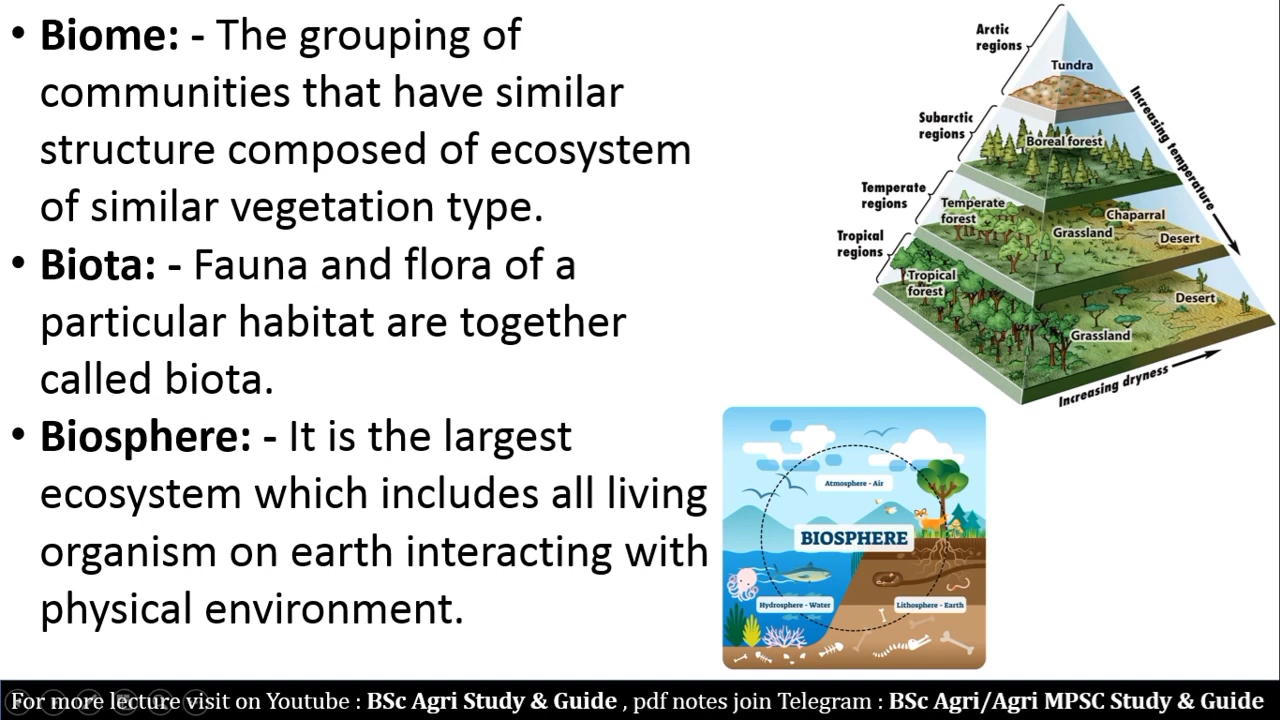 • Biome: - The grouping of
communities that have similar
structure composed of ecosystem
of similar vegetation type.
• Biota: - Fauna and flora of a
particular habitat are together
called biota.
• Biosphere: - It is the largest
ecosystem which includes all living
organism on earth interacting with
physical environment.
Arctic
regions
Tundra
Subarctic
regions
Boreal forest
Increasing temperature
Temperate
regions
Temperate
forest
Chaparral
Grassland
Desert
Tropical
regions
Tropical
forest
Desert
Grassland
Increasing dryness
Atmosphere - Air
BIOSPHERE
Hydrosphere - Water
Lithosphere - Earth
For more lecture visit on Youtube : BSc Agri Study & Guide , pdf notes join Telegram : BSc Agri/Agri MPSC Study & Guide